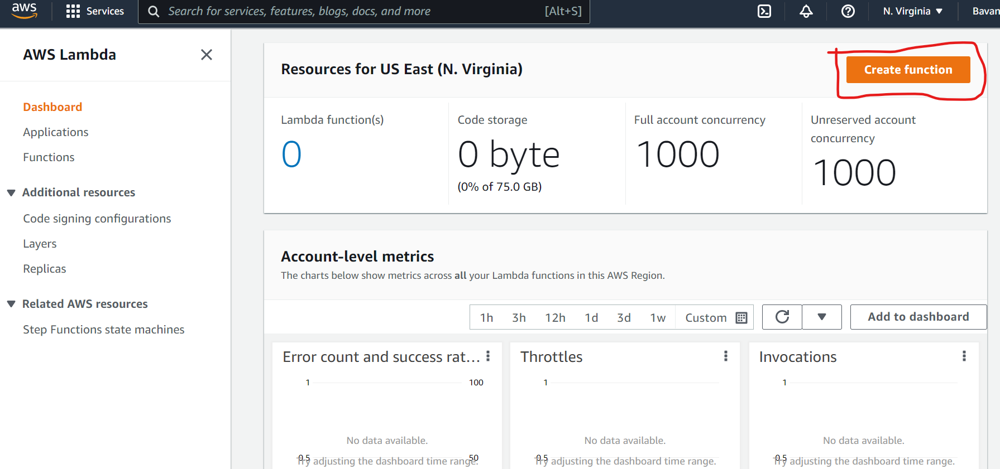 aws Services Search for services, features, blogs, docs, and more [Alt+S] N. Virginia Bavan
AWS Lambda
Dashboard
Applications
Functions
Additional resources
Code signing configurations
Layers
Replicas
Related AWS resources
Step Functions state machines
Resources for US East (N. Virginia) Create function
Lambda function(s)
0
Code storage
0 byte
(0% of 75.0 GB)
Full account concurrency
1000
Unreserved account
concurrency
1000
Account-level metrics
The charts below show metrics across all your Lambda functions in this AWS Region.
1h 3h 12h 1d 3d 1w Custom Add to dashboard
Error count and success rat...
1 100
No data available.
0.5 50
Try adjusting the dashboard time range.
Throttles
1
No data available.
0.5
Try adjusting the dashboard time range.
Invocations
1
No data available.
0.5
Try adjusting the dashboard time range.